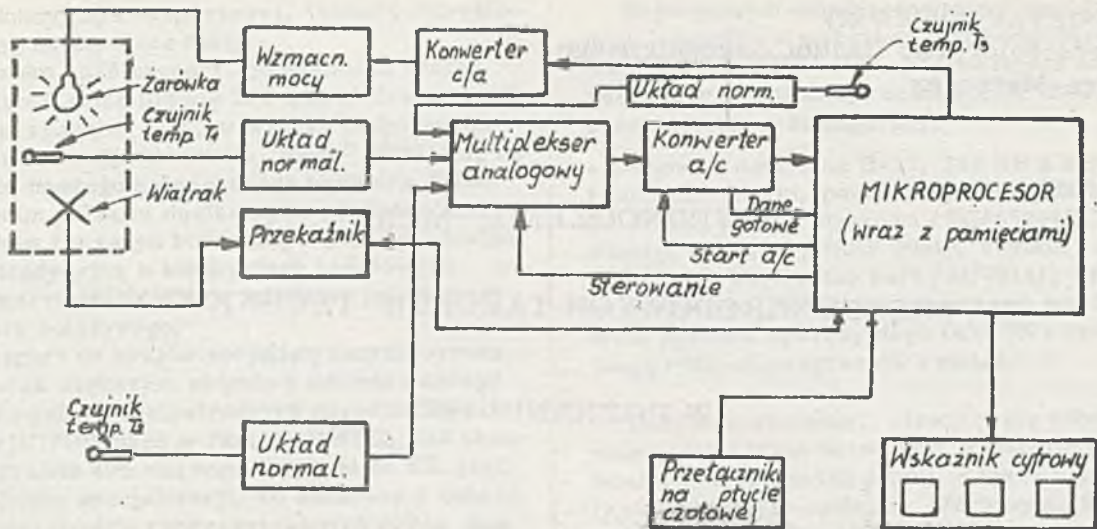 Wzmacn.
mocy
Konwerter
c/a
Czujnik
temp. T3
Układ norm.
Żarówka
Czujnik
temp. T1
Wiatrak
Układ
normal.
Multiplekser
analogowy
Konwerter
a/c
MIKROPROCESOR
(wraz z pamięciami)
Dane
gotowe
Start a/c
Sterowanie
Przekaźnik
Czujnik
temp. T2
Układ
normal.
Przełączniki
na płycie
czołowej
Wskaźnik cyfrowy